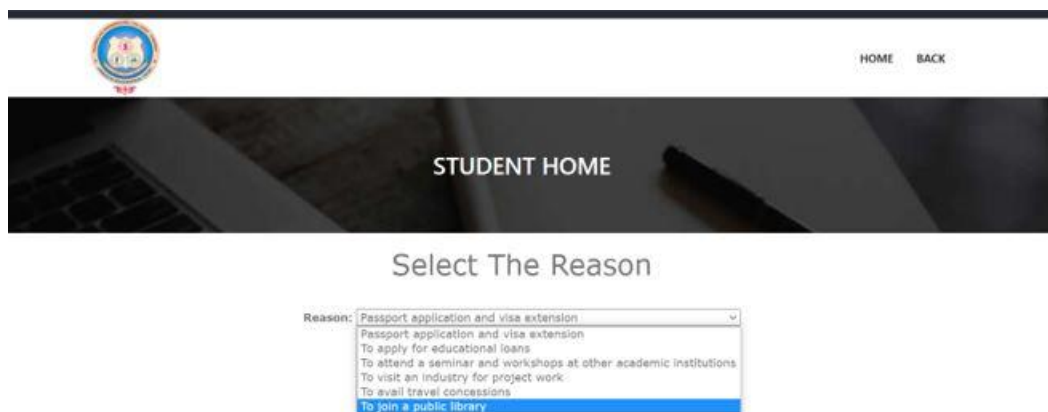 HOME BACK
STUDENT HOME
Select The Reason
Reason: Passport application and visa extension
Passport application and visa extension
To apply for educational loans
To attend a seminar and workshops at other academic institutions
To visit an industry for project work
To avail travel concessions
To join a public library